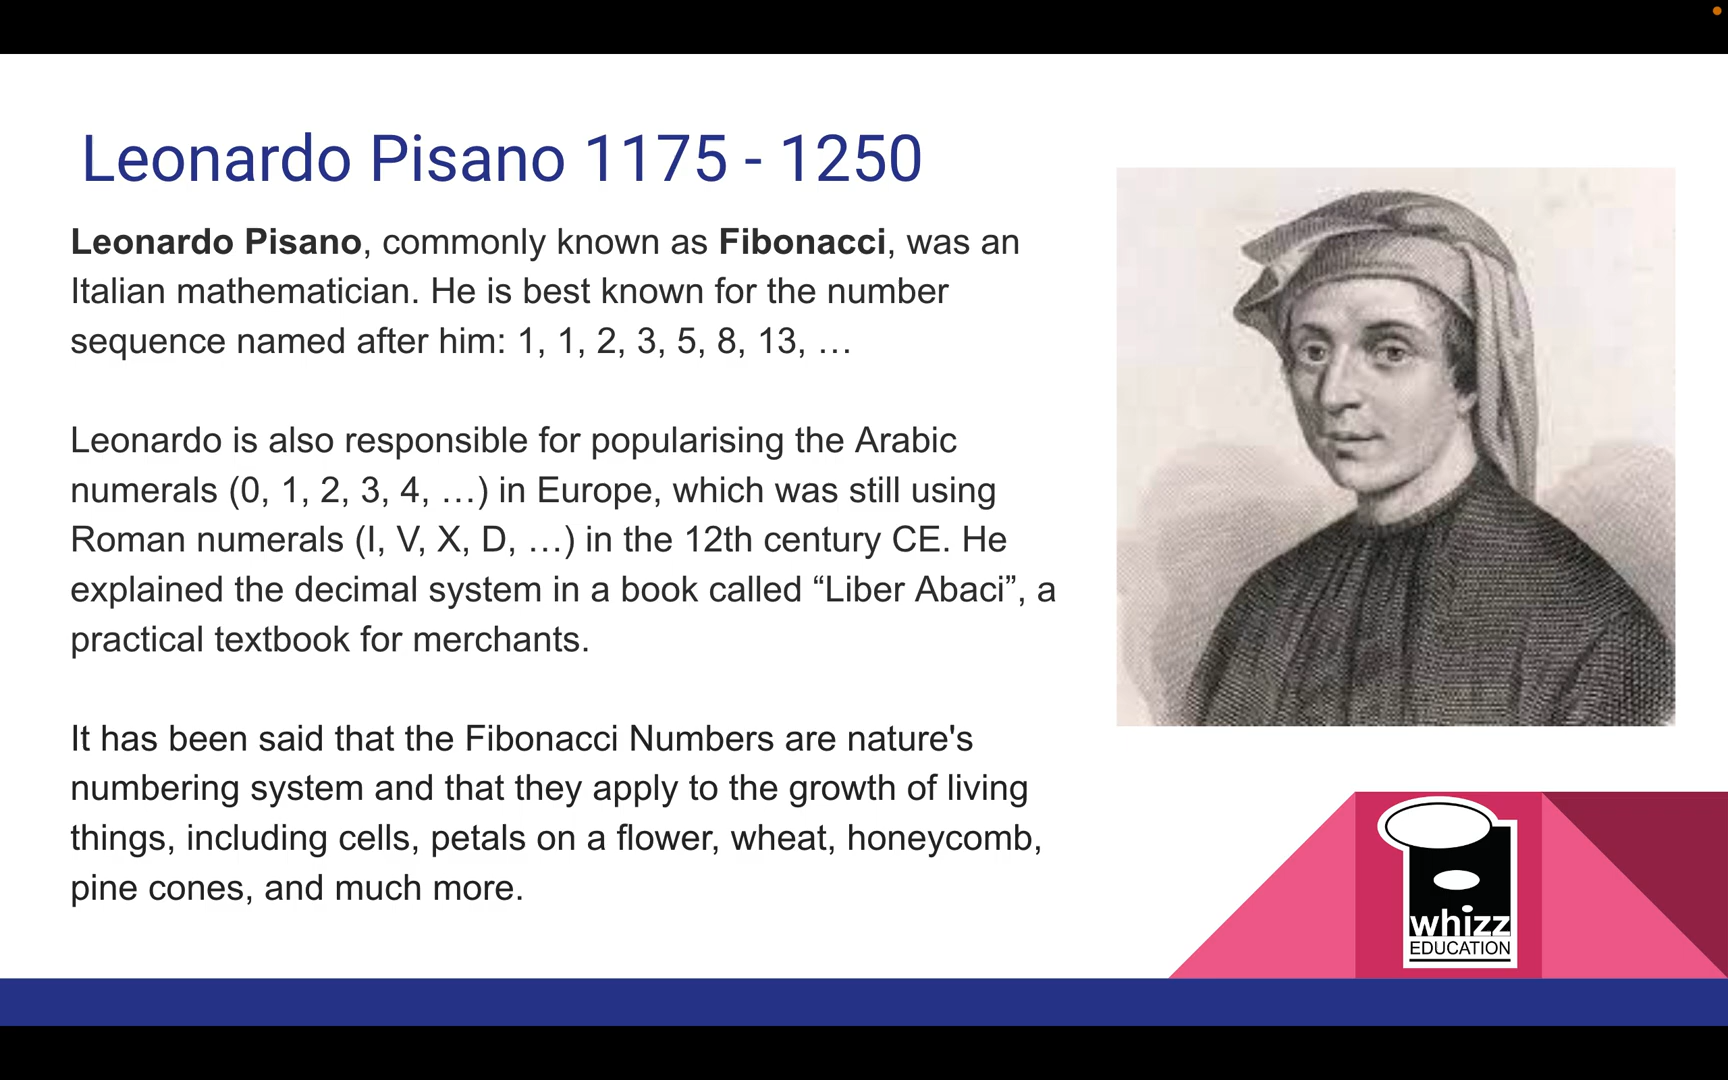 Leonardo Pisano 1175 - 1250
Leonardo Pisano, commonly known as Fibonacci, was an
Italian mathematician. He is best known for the number
sequence named after him: 1, 1, 2, 3, 5, 8, 13, …
Leonardo is also responsible for popularising the Arabic
numerals (0, 1, 2, 3, 4, …) in Europe, which was still using
Roman numerals (I, V, X, D, …) in the 12th century CE. He
explained the decimal system in a book called “Liber Abaci”, a
practical textbook for merchants.
It has been said that the Fibonacci Numbers are nature's
numbering system and that they apply to the growth of living
things, including cells, petals on a flower, wheat, honeycomb,
pine cones, and much more.
whizz
EDUCATION